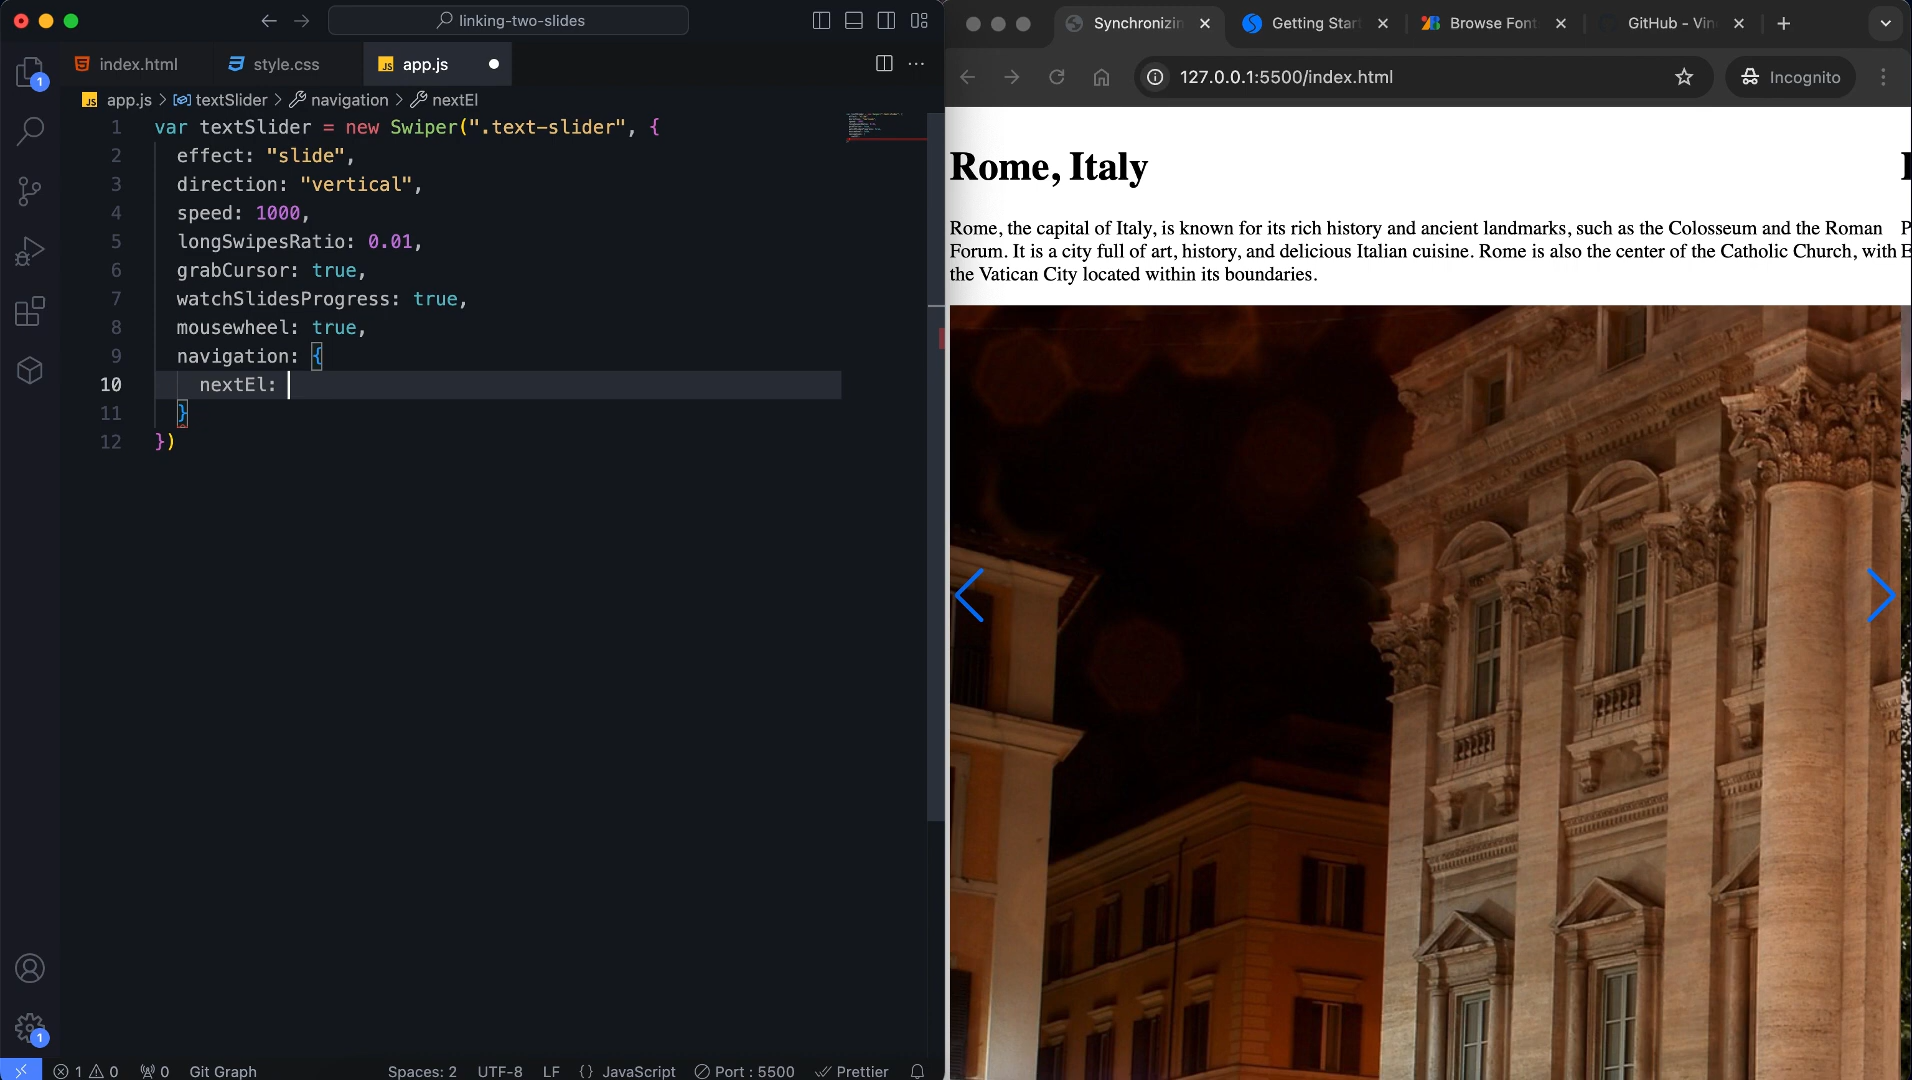 linking-two-slides
index.html
style.css
app.js
app.js > textSlider > navigation > nextEl
1 var textSlider = new Swiper(".text-slider", {
2 effect: "slide",
3 direction: "vertical",
4 speed: 1000,
5 longSwipesRatio: 0.01,
6 grabCursor: true,
7 watchSlidesProgress: true,
8 mousewheel: true,
9 navigation: {
10 nextEl:
11 }
12 })
1
1
1 0 0 Git Graph Spaces: 2 UTF-8 LF {} JavaScript Port : 5500 Prettier
Synchronizin
Getting Start
Browse Font
GitHub - Vin
127.0.0.1:5500/index.html
Incognito
Rome, Italy
Rome, the capital of Italy, is known for its rich history and ancient landmarks, such as the Colosseum and the Roman P
Forum. It is a city full of art, history, and delicious Italian cuisine. Rome is also the center of the Catholic Church, with E
the Vatican City located within its boundaries.